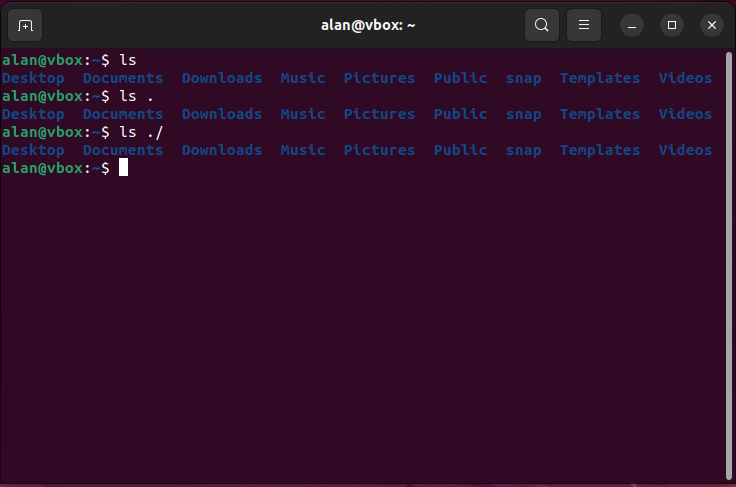 alan@vbox: ~
alan@vbox:~$ ls
Desktop  Documents  Downloads  Music  Pictures  Public  snap  Templates  Videos
alan@vbox:~$ ls .
Desktop  Documents  Downloads  Music  Pictures  Public  snap  Templates  Videos
alan@vbox:~$ ls ./
Desktop  Documents  Downloads  Music  Pictures  Public  snap  Templates  Videos
alan@vbox:~$